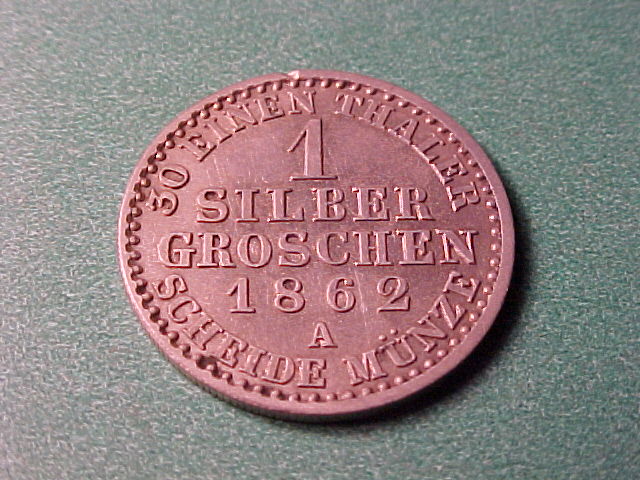 30 EINEN THALER
1
SILBER
GROSCHEN
1862
A
SCHEIDE MÜNZE